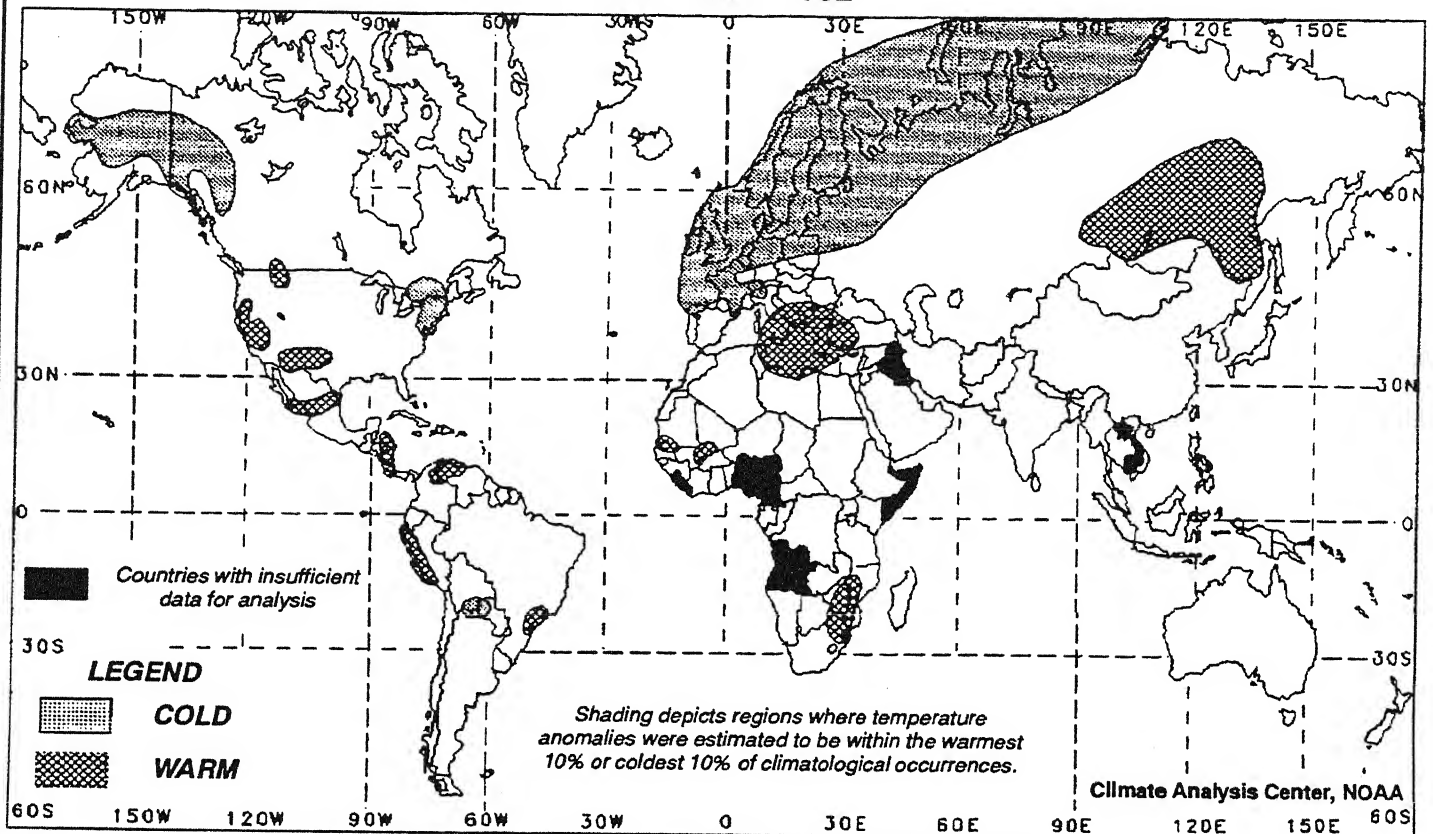 150W 120W 90W 60W 30W 0 30E 60E 90E 120E 150E
60N 60N
30N 30N
0 0
Countries with insufficient
data for analysis
30S 30S
LEGEND
COLD
WARM
Shading depicts regions where temperature
anomalies were estimated to be within the warmest
10% or coldest 10% of climatological occurrences.
Climate Analysis Center, NOAA
60S 150W 120W 90W 60W 30W 0 30E 60E 90E 120E 150E 60S